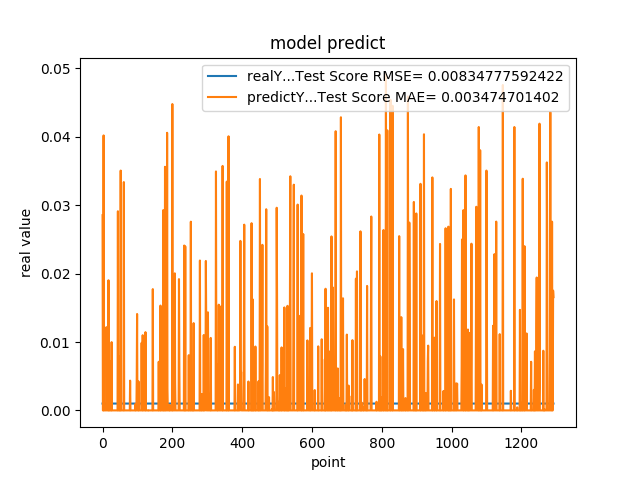 model predict
realY...Test Score RMSE= 0.00834777592422
predictY...Test Score MAE= 0.003474701402
real value
0.05
0.04
0.03
0.02
0.01
0.00
0
200
400
600
800
1000
1200
point